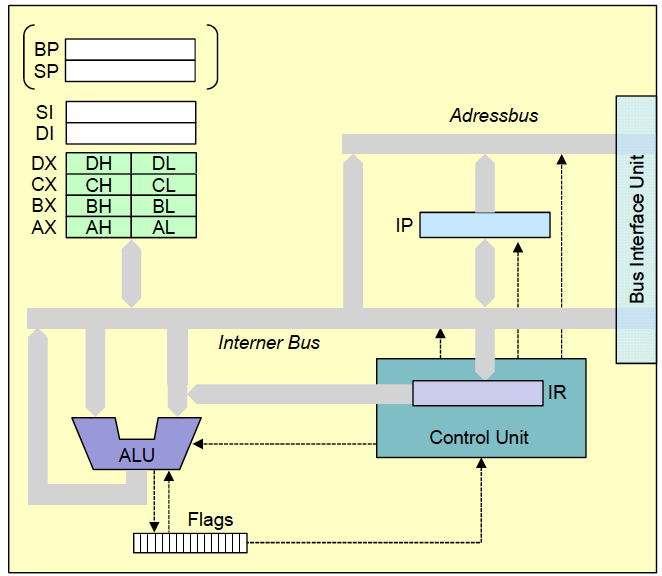 BP
SP
SI
DI
DX DH DL
CX CH CL
BX BH BL
AX AH AL
Adressbus
IP
Bus Interface Unit
Interner Bus
IR
Control Unit
ALU
Flags